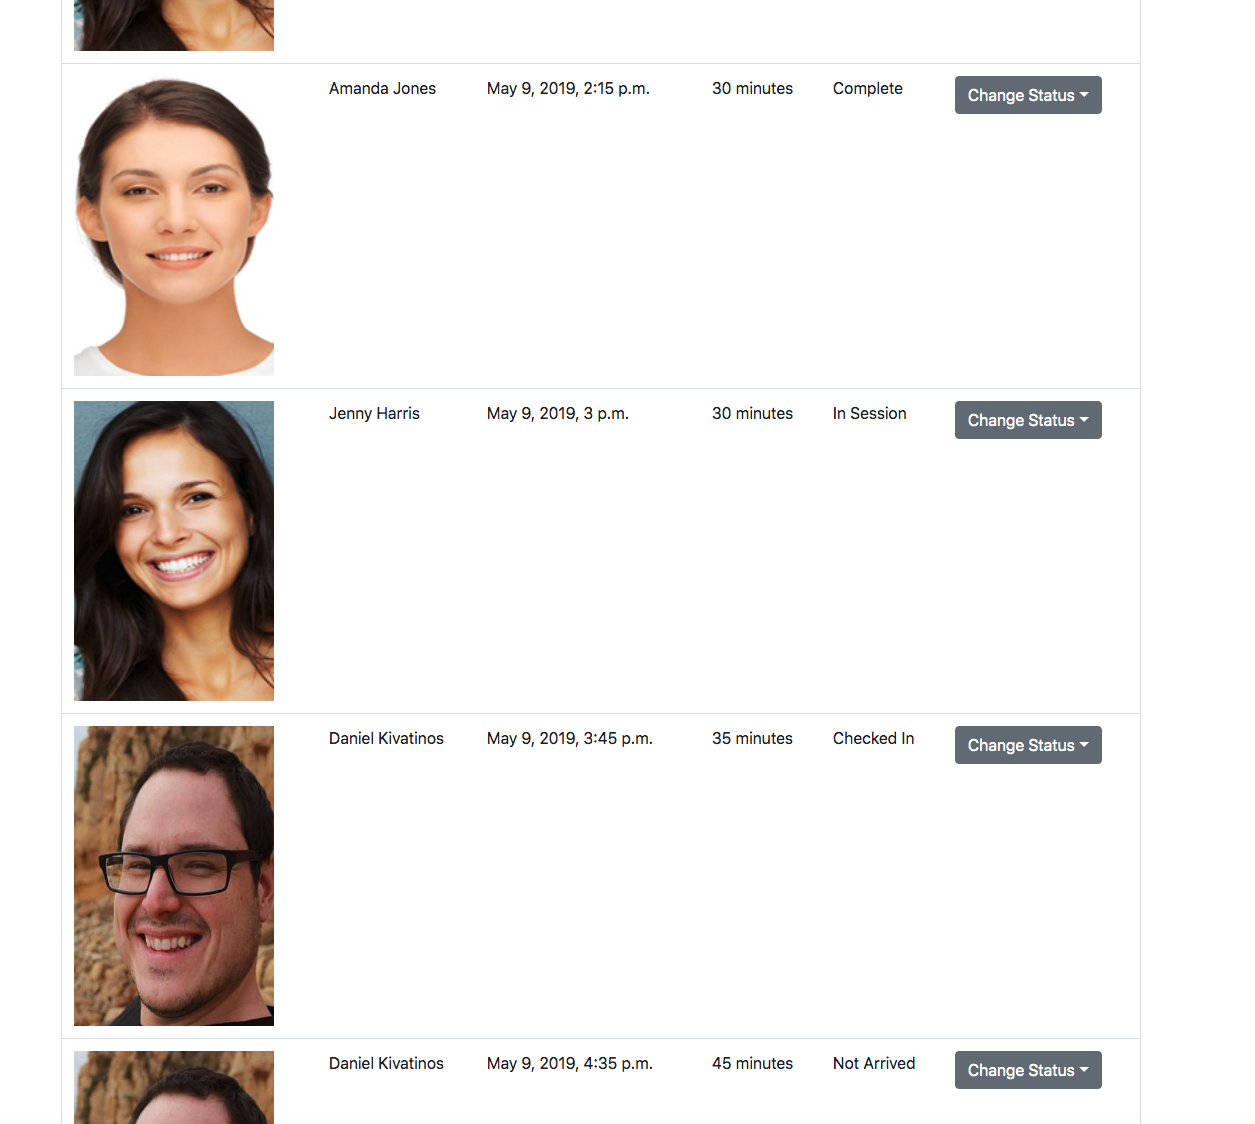 Amanda Jones May 9, 2019, 2:15 p.m. 30 minutes Complete Change Status
Jenny Harris May 9, 2019, 3 p.m. 30 minutes In Session Change Status
Daniel Kivatinos May 9, 2019, 3:45 p.m. 35 minutes Checked In Change Status
Daniel Kivatinos May 9, 2019, 4:35 p.m. 45 minutes Not Arrived Change Status